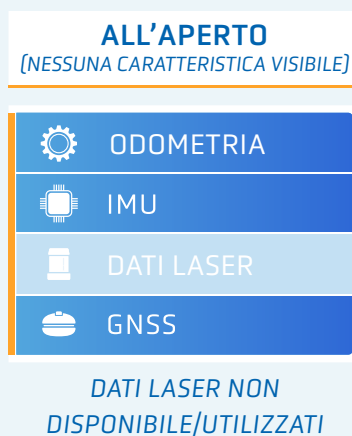 ALL’APERTO
(NESSUNA CARATTERISTICA VISIBILE)
ODOMETRIA
IMU
DATI LASER
GNSS
DATI LASER NON
DISPONIBILE/UTILIZZATI